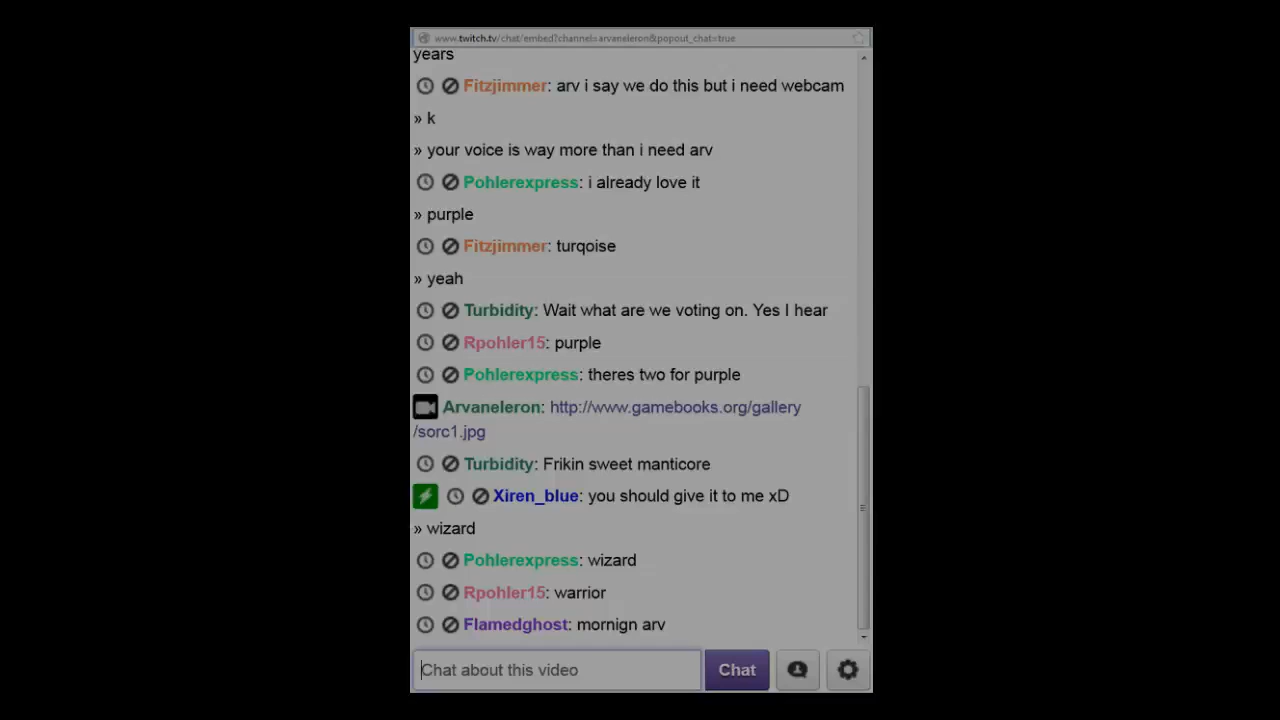 www.twitch.tv/chat/embed?channel=arvaneleron&popout_chat=true
years
Fitzjimmer: arv i say we do this but i need webcam
» k
» your voice is way more than i need arv
Pohlerexpress: i already love it
» purple
Fitzjimmer: turqoise
» yeah
Turbidity: Wait what are we voting on. Yes I hear
Rpohler15: purple
Pohlerexpress: theres two for purple
Arvaneleron: http://www.gamebooks.org/gallery
/sorc1.jpg
Turbidity: Frikin sweet manticore
Xiren_blue: you should give it to me xD
» wizard
Pohlerexpress: wizard
Rpohler15: warrior
Flamedghost: mornign arv
Chat about this video
Chat